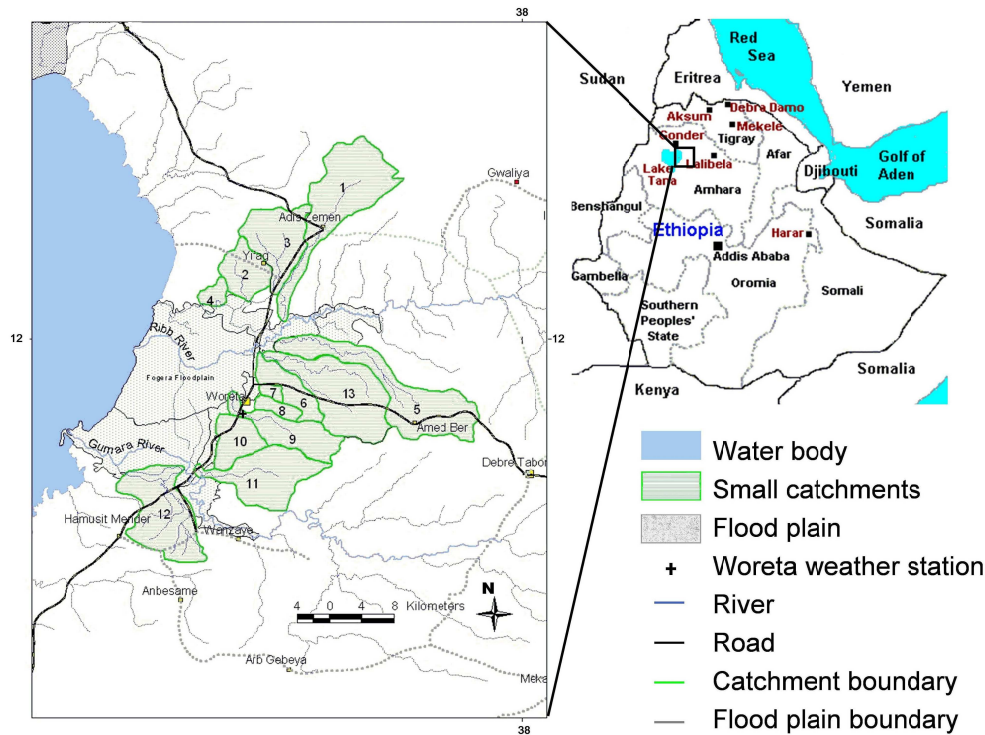 38
Gwaliya
1
Adis Zemen
3
Yifag
2
4
12
Ribb River
Fogera Floodplain
Woreta
7
6
8
13
5
Amed Ber
10
9
Gumara River
11
Debre Tabor
12
Hamusit Mender
Wanzaye
Anbesame
N
4 0 4 8 Kilometers
Arb Gebeya
Meka
38
Red
Sea
Sudan
Eritrea
Yemen
Debra Damo
Aksum
Mekele
Gonder
Tigray
Lalibela
Afar
Lake
Tana
Djibouti
Golf of
Aden
Amhara
Benshangul
Somalia
Ethiopia
Harar
Addis Ababa
Gambella
Oromia
Somali
Southern
Peoples'
State
Kenya
Somalia
12
Water body
Small catchments
Flood plain
Woreta weather station
River
Road
Catchment boundary
Flood plain boundary